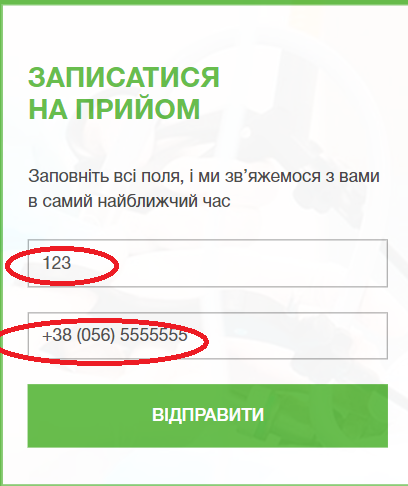 ЗАПИСАТИСЯ
НА ПРИЙОМ
Заповніть всі поля, і ми зв’яжемося з вами
в самий найближчий час
123
+38 (056) 5555555
ВІДПРАВИТИ